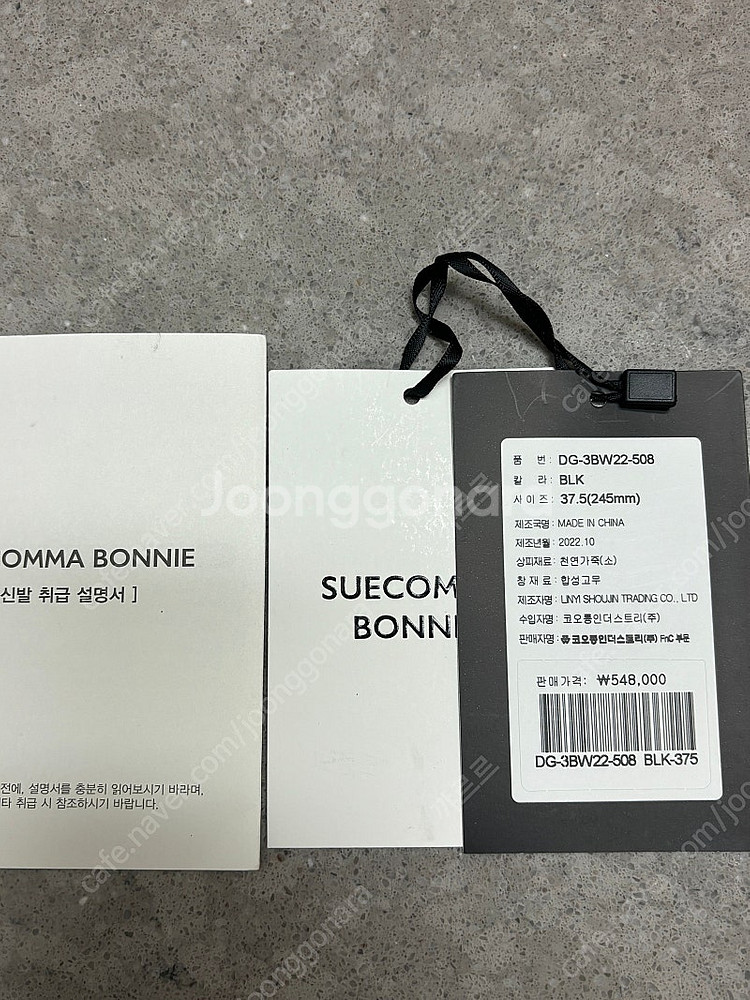 OMMA BONNIE
신발 취급 설명서 ]
전에, 설명서를 충분히 읽어보시기 바라며,
타 취급 시 참조하시기 바랍니다.
SUECOM
BONNI
품 번: DG-3BW22-508
칼 라: BLK
사 이 즈: 37.5(245mm)
제조국명: MADE IN CHINA
제조년월: 2022.10
상피재료: 천연가죽(소)
창 재 료: 합성고무
제조자명: LINYI SHOUJIN TRADING CO., LTD
수입자명: 코오롱인더스트리(주)
판매자명: 코오롱인더스트리(주) FnC 부문
판매가격: ₩548,000
DG-3BW22-508 BLK-375
Joonggonara
cafe.naver.com/joonggonara